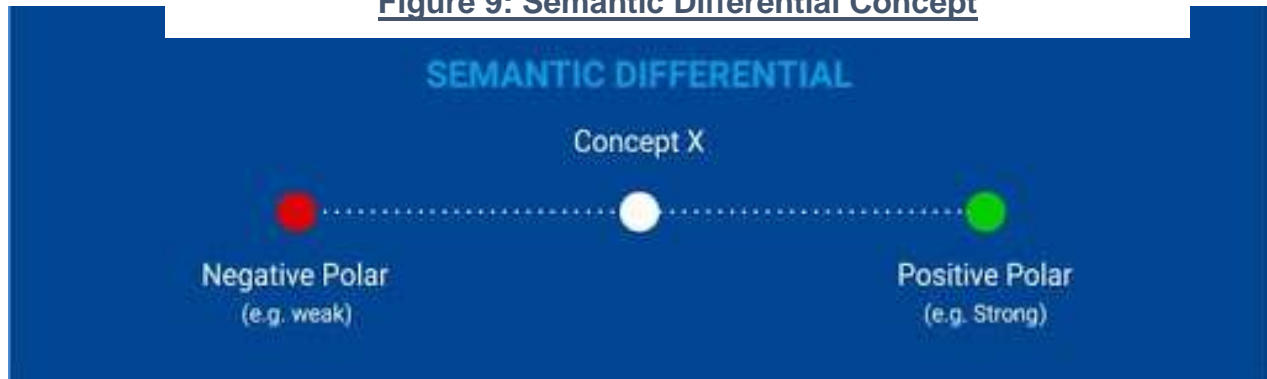 Figure 9: Semantic Differential Concept
SEMANTIC DIFFERENTIAL
Concept X
Negative Polar
(e.g. weak)
Positive Polar
(e.g. Strong)